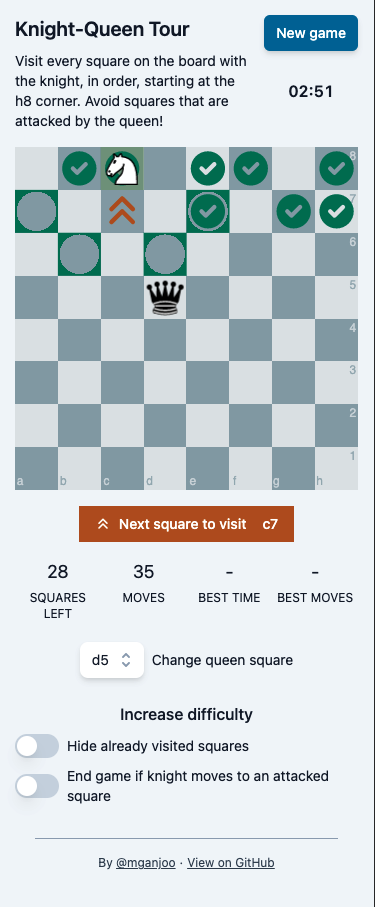 Knight-Queen Tour
New game
Visit every square on the board with
the knight, in order, starting at the
h8 corner. Avoid squares that are
attacked by the queen!
02:51
8
7
6
5
4
3
2
1
a b c d e f g h
Next square to visit c7
28 35 - -
SQUARES LEFT MOVES BEST TIME BEST MOVES
d5 Change queen square
Increase difficulty
Hide already visited squares
End game if knight moves to an attacked
square
By @mganjoo · View on GitHub